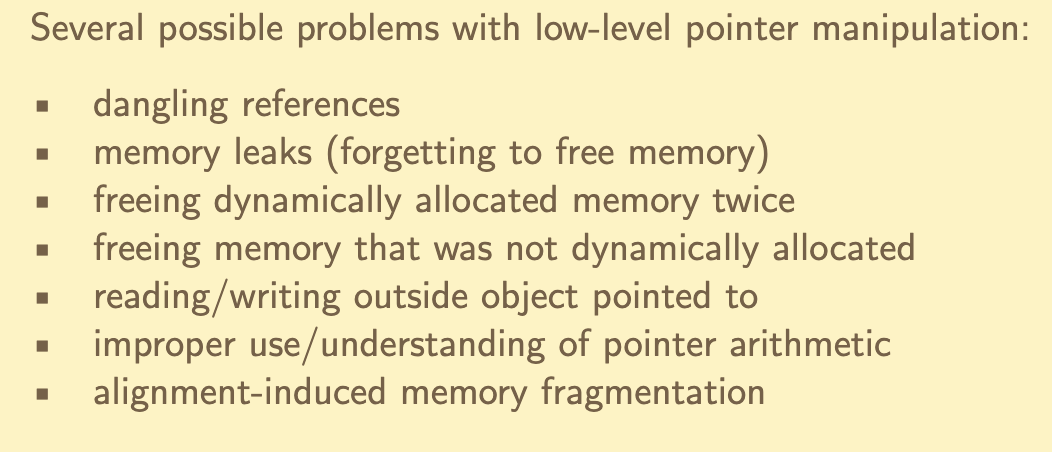 Several possible problems with low-level pointer manipulation:
▪ dangling references
▪ memory leaks (forgetting to free memory)
▪ freeing dynamically allocated memory twice
▪ freeing memory that was not dynamically allocated
▪ reading/writing outside object pointed to
▪ improper use/understanding of pointer arithmetic
▪ alignment-induced memory fragmentation